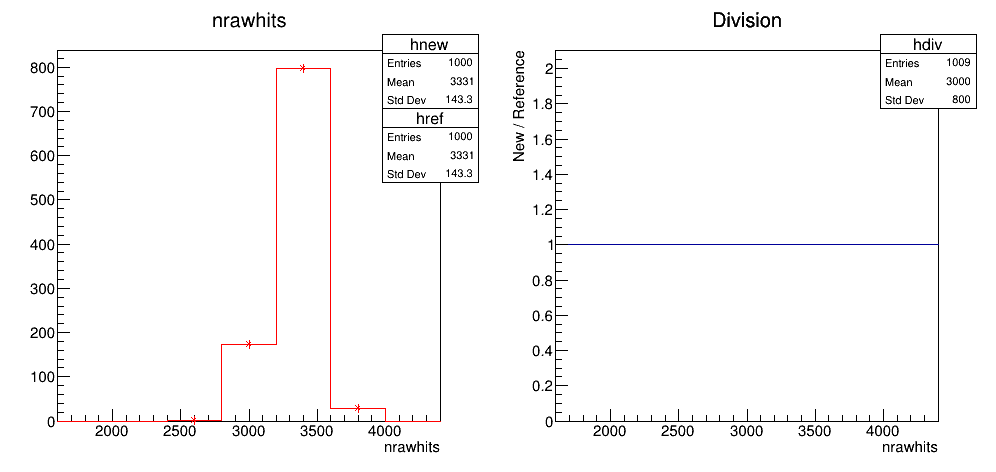 nrawhits
hnew
Entries 1000
Mean 3331
Std Dev 143.3
href
Entries 1000
Mean 3331
Std Dev 143.3
800
700
600
500
400
300
200
100
0
2000 2500 3000 3500 4000
nrawhits
Division
hdiv
Entries 1009
Mean 3000
Std Dev 800
New / Reference
2
1.8
1.6
1.4
1.2
1
0.8
0.6
0.4
0.2
0
2000 2500 3000 3500 4000
nrawhits